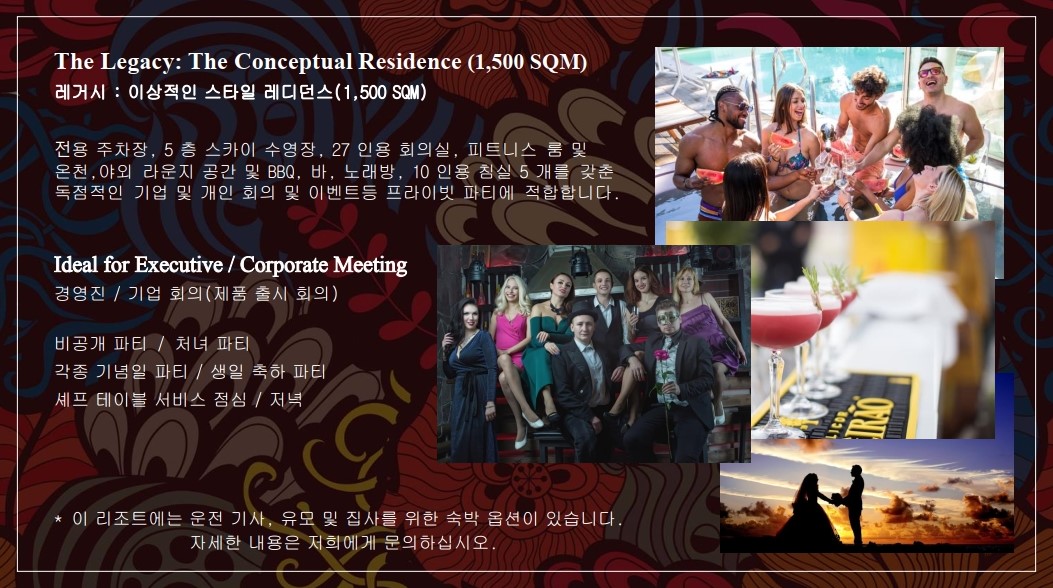 The Legacy: The Conceptual Residence (1,500 SQM)
레거시 : 이상적인 스타일 레디던스(1,500 SQM)
전용 주차장, 5 층 스카이 수영장, 27 인용 회의실, 피트니스 룸 및
온천,야외 라운지 공간 및 BBQ, 바, 노래방, 10 인용 침실 5 개를 갖춘
독점적인 기업 및 개인 회의 및 이벤트등 프라이빗 파티에 적합합니다.
Ideal for Executive / Corporate Meeting
경영진 / 기업 회의(제품 출시 회의)
비공개 파티 / 처녀 파티
각종 기념일 파티 / 생일 축하 파티
셰프 테이블 서비스 점심 / 저녁
* 이 리조트에는 운전 기사, 유모 및 집사를 위한 숙박 옵션이 있습니다.
자세한 내용은 저희에게 문의하십시오.